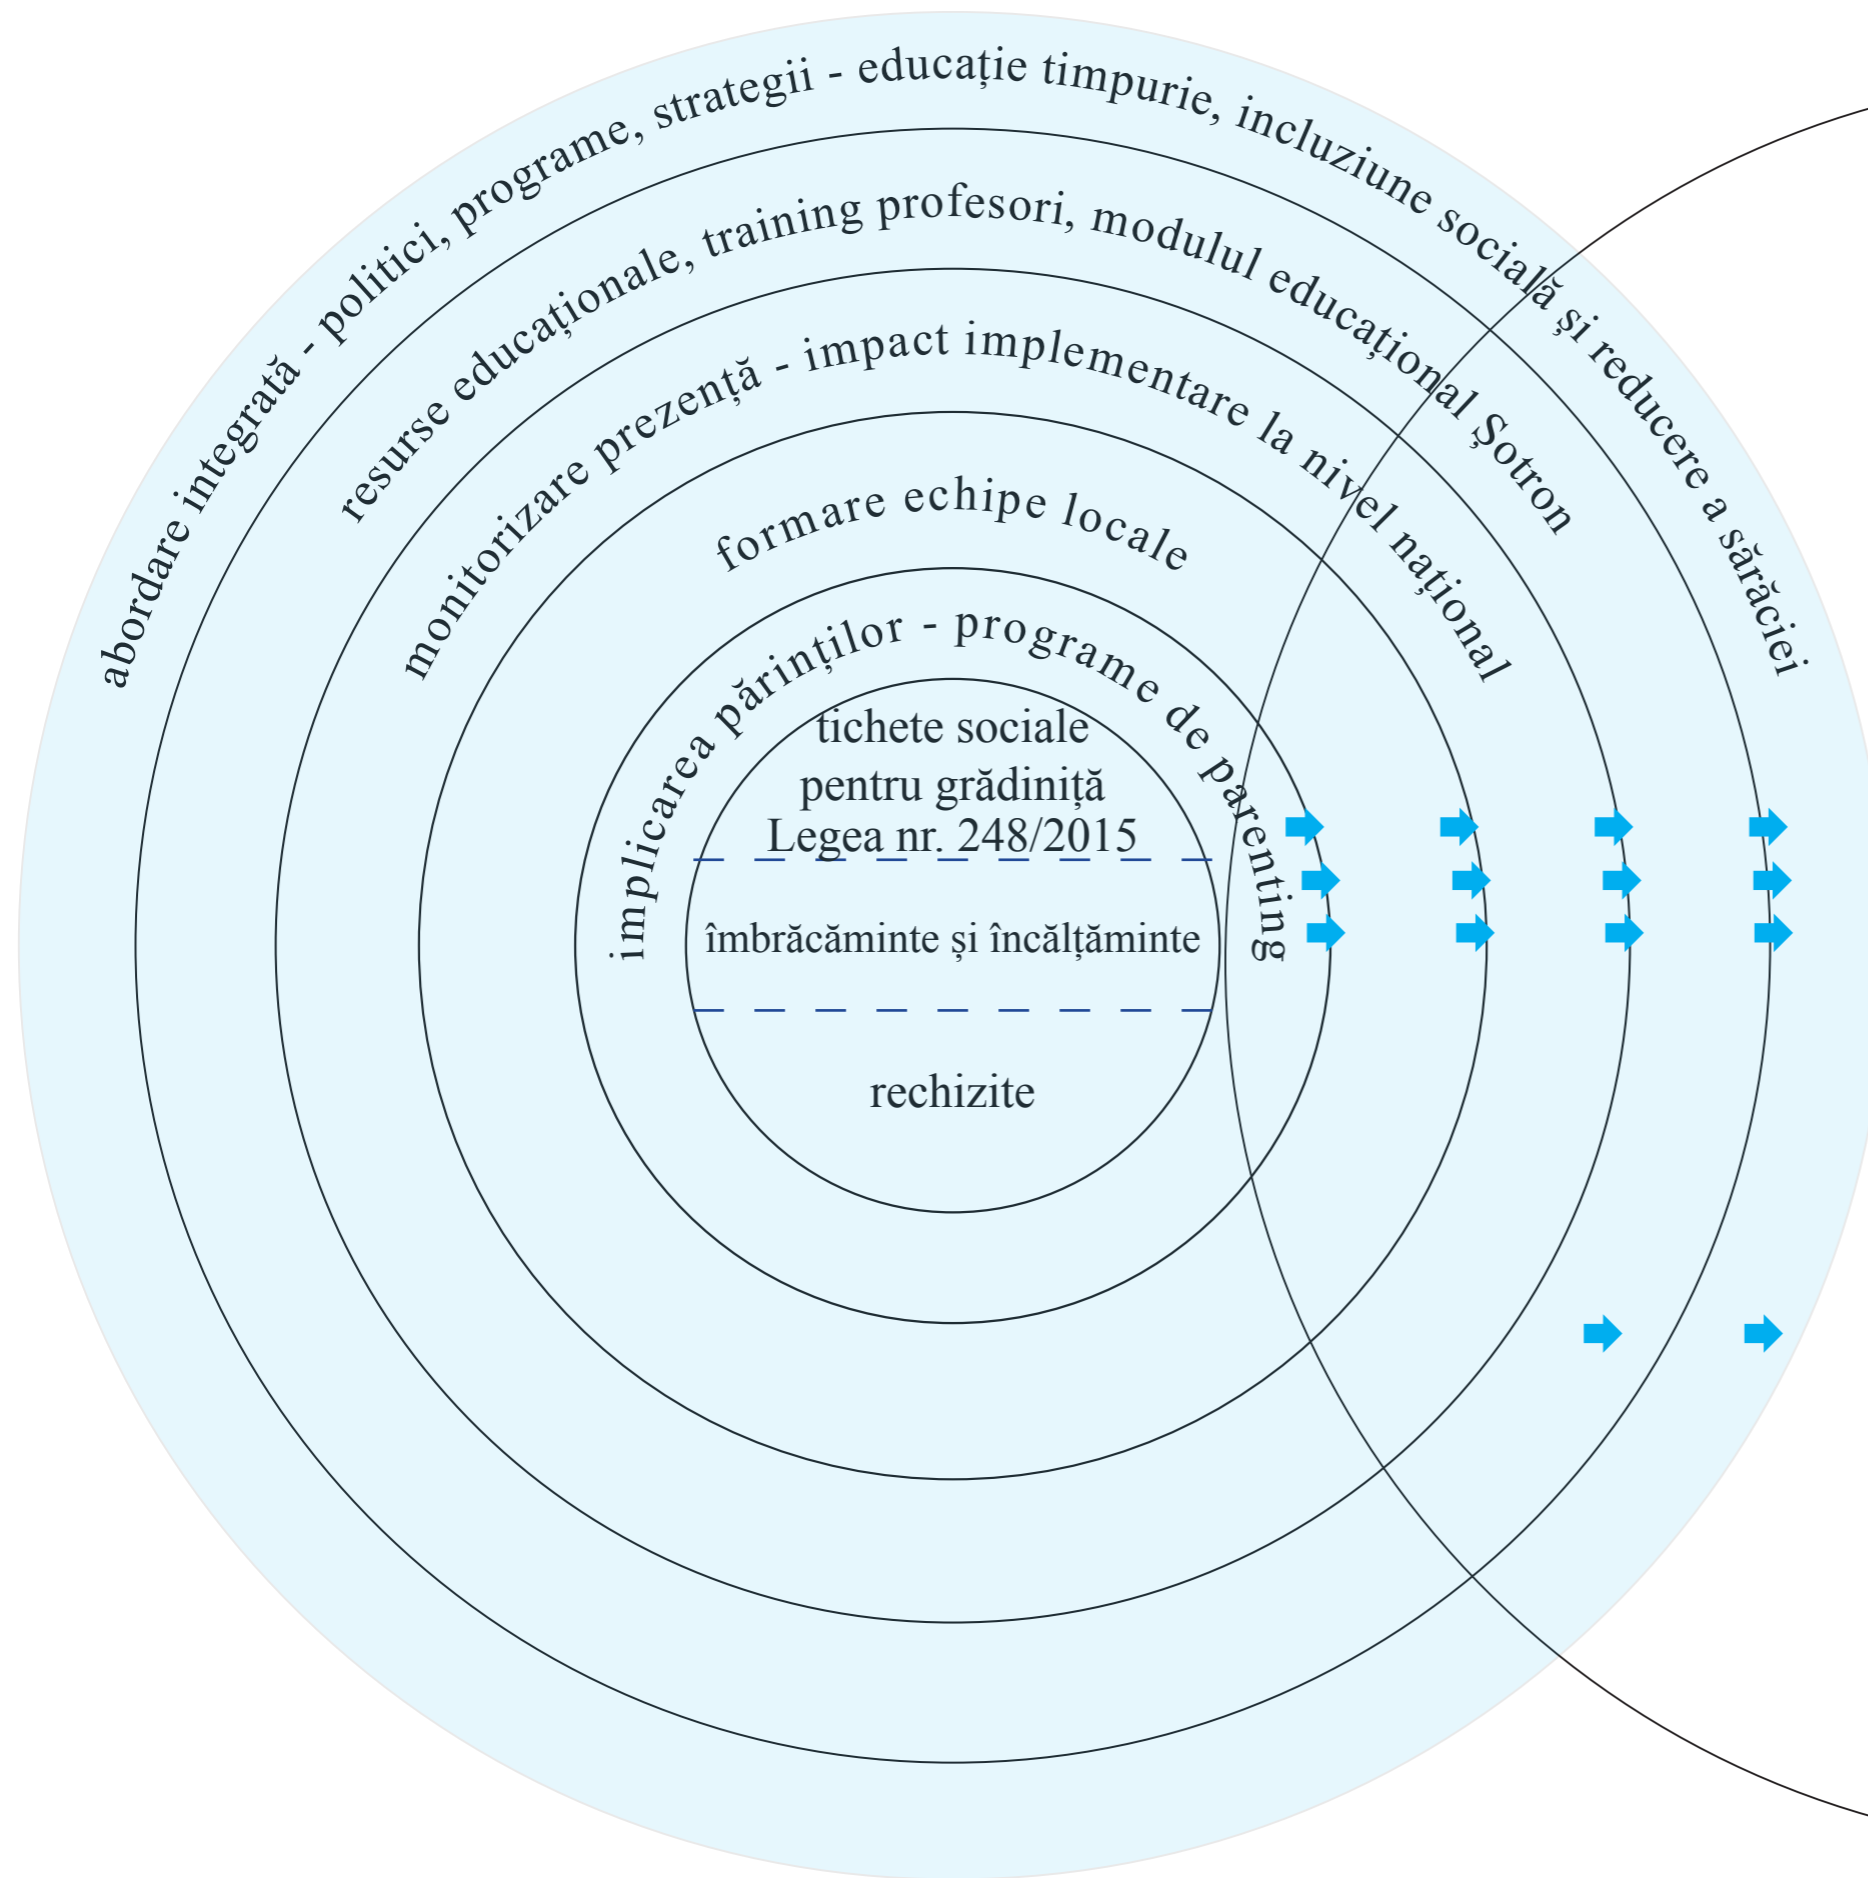 abordare integrată - politici, programe, strategii - educație timpurie, incluziune socială și reducere a sărăciei
resurse educaționale, training profesori, modulul educațional Șotron
monitorizare prezență - impact implementare la nivel național
formare echipe locale
implicarea părinților - programe de parenting
tichete sociale
pentru grădiniță
Legea nr. 248/2015
îmbrăcăminte și încălțăminte
rechizite